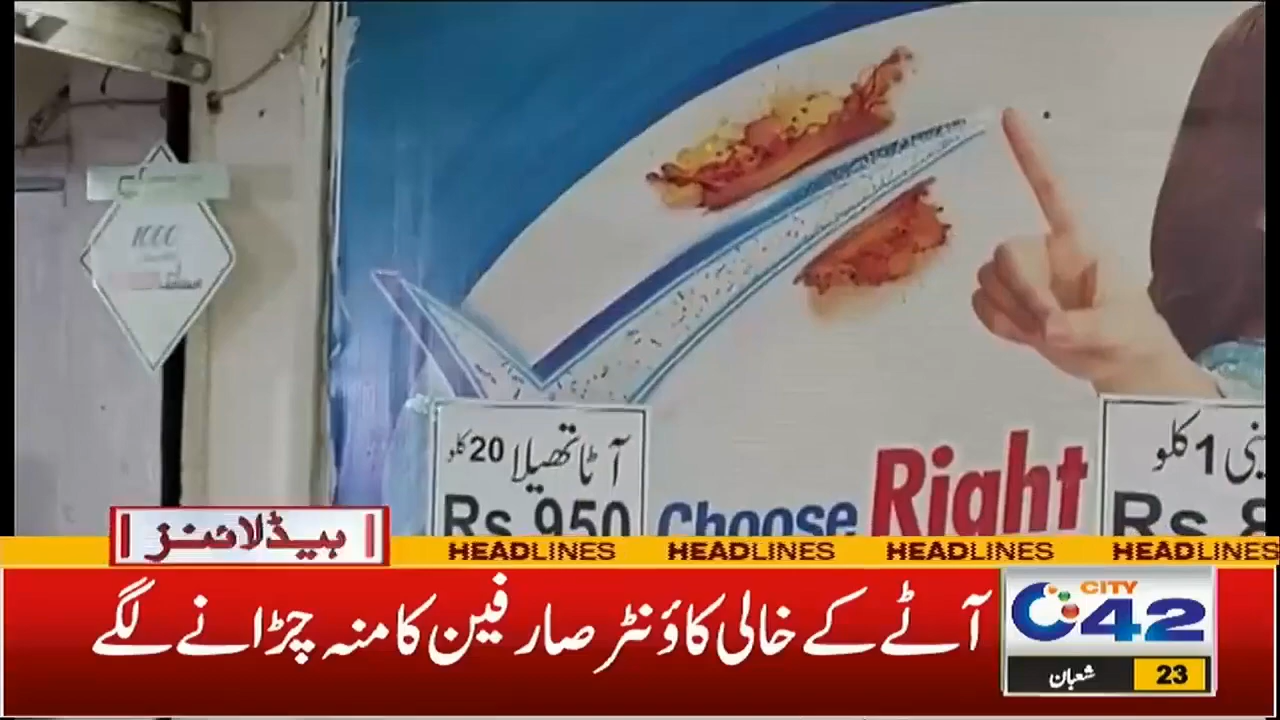 1000
آٹا تھیلا 20 کلو
Rs 950
Choose Right
1 کلو
Rs 8
ہیڈلائنز
HEADLINES HEADLINES HEADLINES HEADLINES
آٹے کے خالی کاؤنٹر صارفین کا منہ چڑانے لگے
CITY
42
شعبان 23